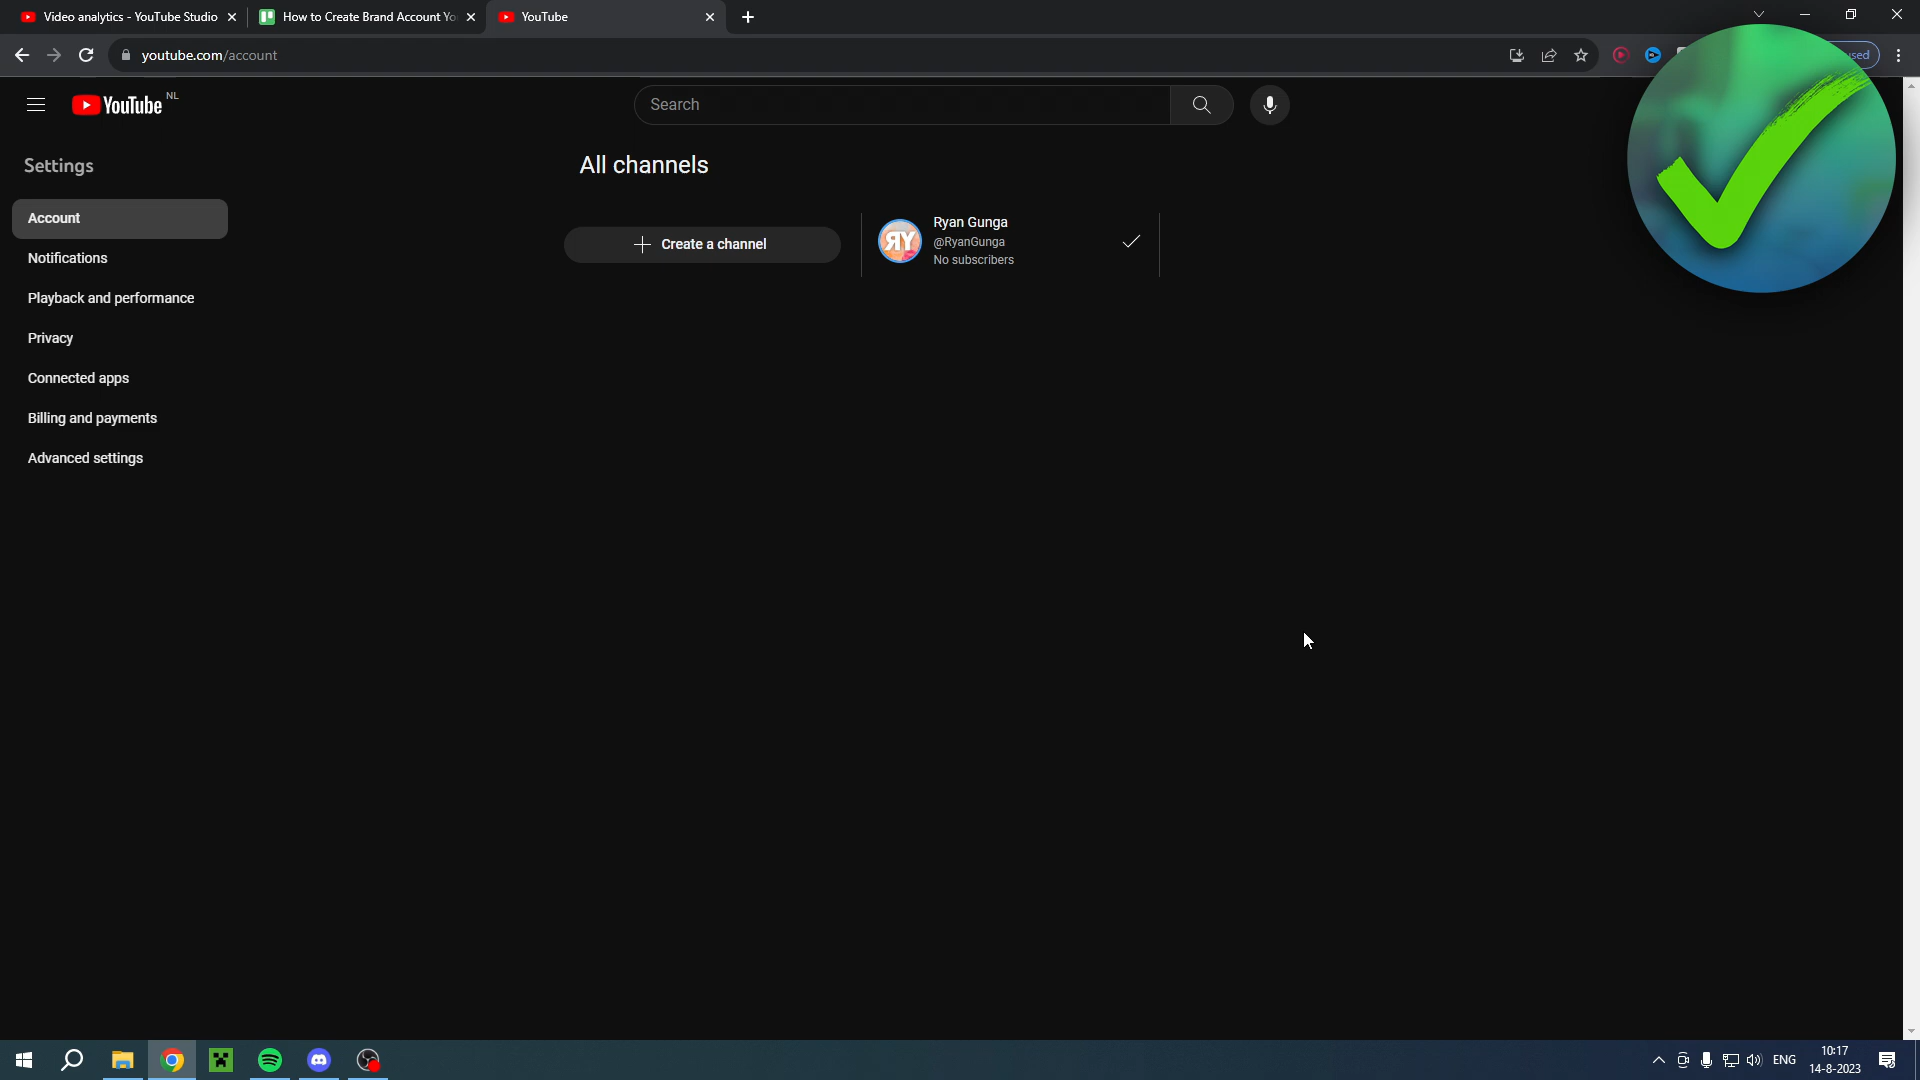 Video analytics - YouTube Studio
How to Create Brand Account Yo
YouTube
youtube.com/account
used
YouTube NL
Search
Settings
All channels
Account
Create a channel
Ryan Gunga
@RyanGunga
No subscribers
Notifications
Playback and performance
Privacy
Connected apps
Billing and payments
Advanced settings
RY
ENG
10:17
14-8-2023